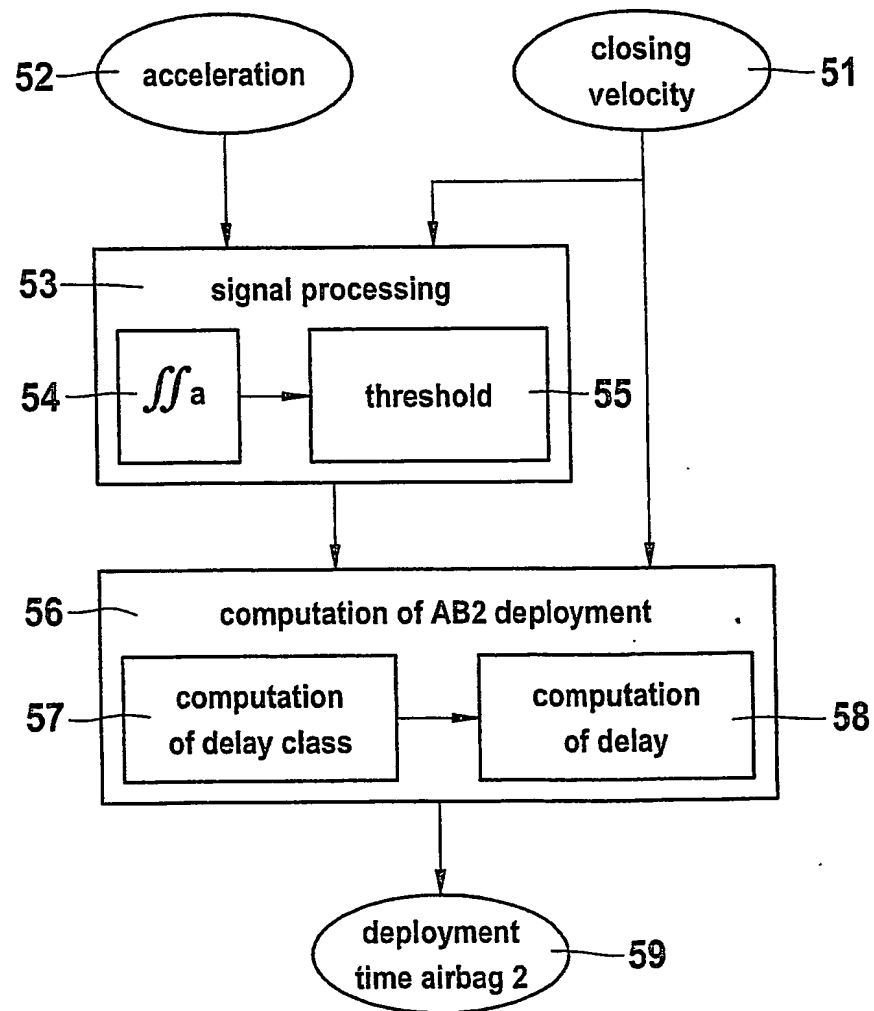 52
acceleration
closing
velocity
51
53
signal processing
54
∬ a
threshold
55
56
computation of AB2 deployment
57
computation
of delay class
computation
of delay
58
deployment
time airbag 2
59